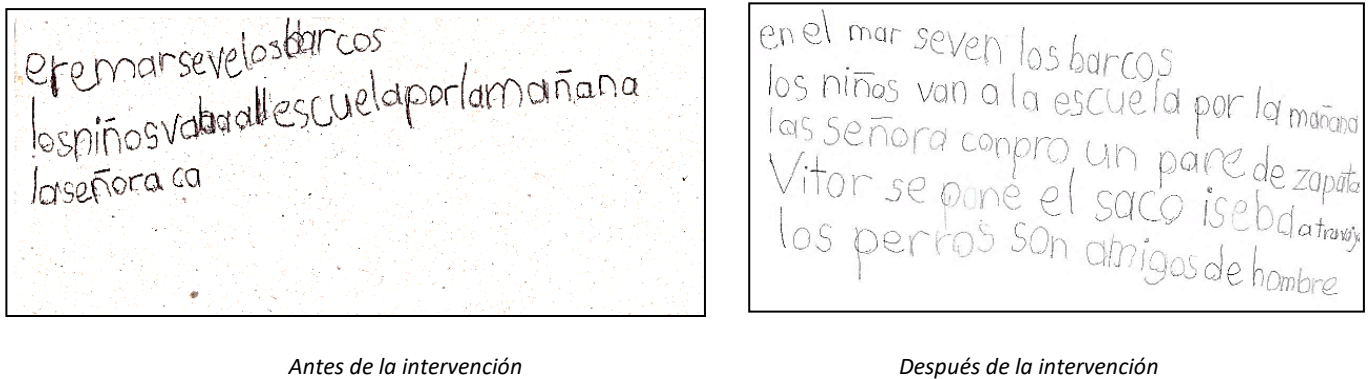 eremarsevelosbarcos
losniñosvabaallescuelaporlamañana
laseñora ca
en el mar seven los barcos
los niños van a la escuela por la mañana
las señora conpro un pare de zapata
Vitor se pone el saco isebda
los perros son amigos de hombre
Antes de la intervención
Después de la intervención